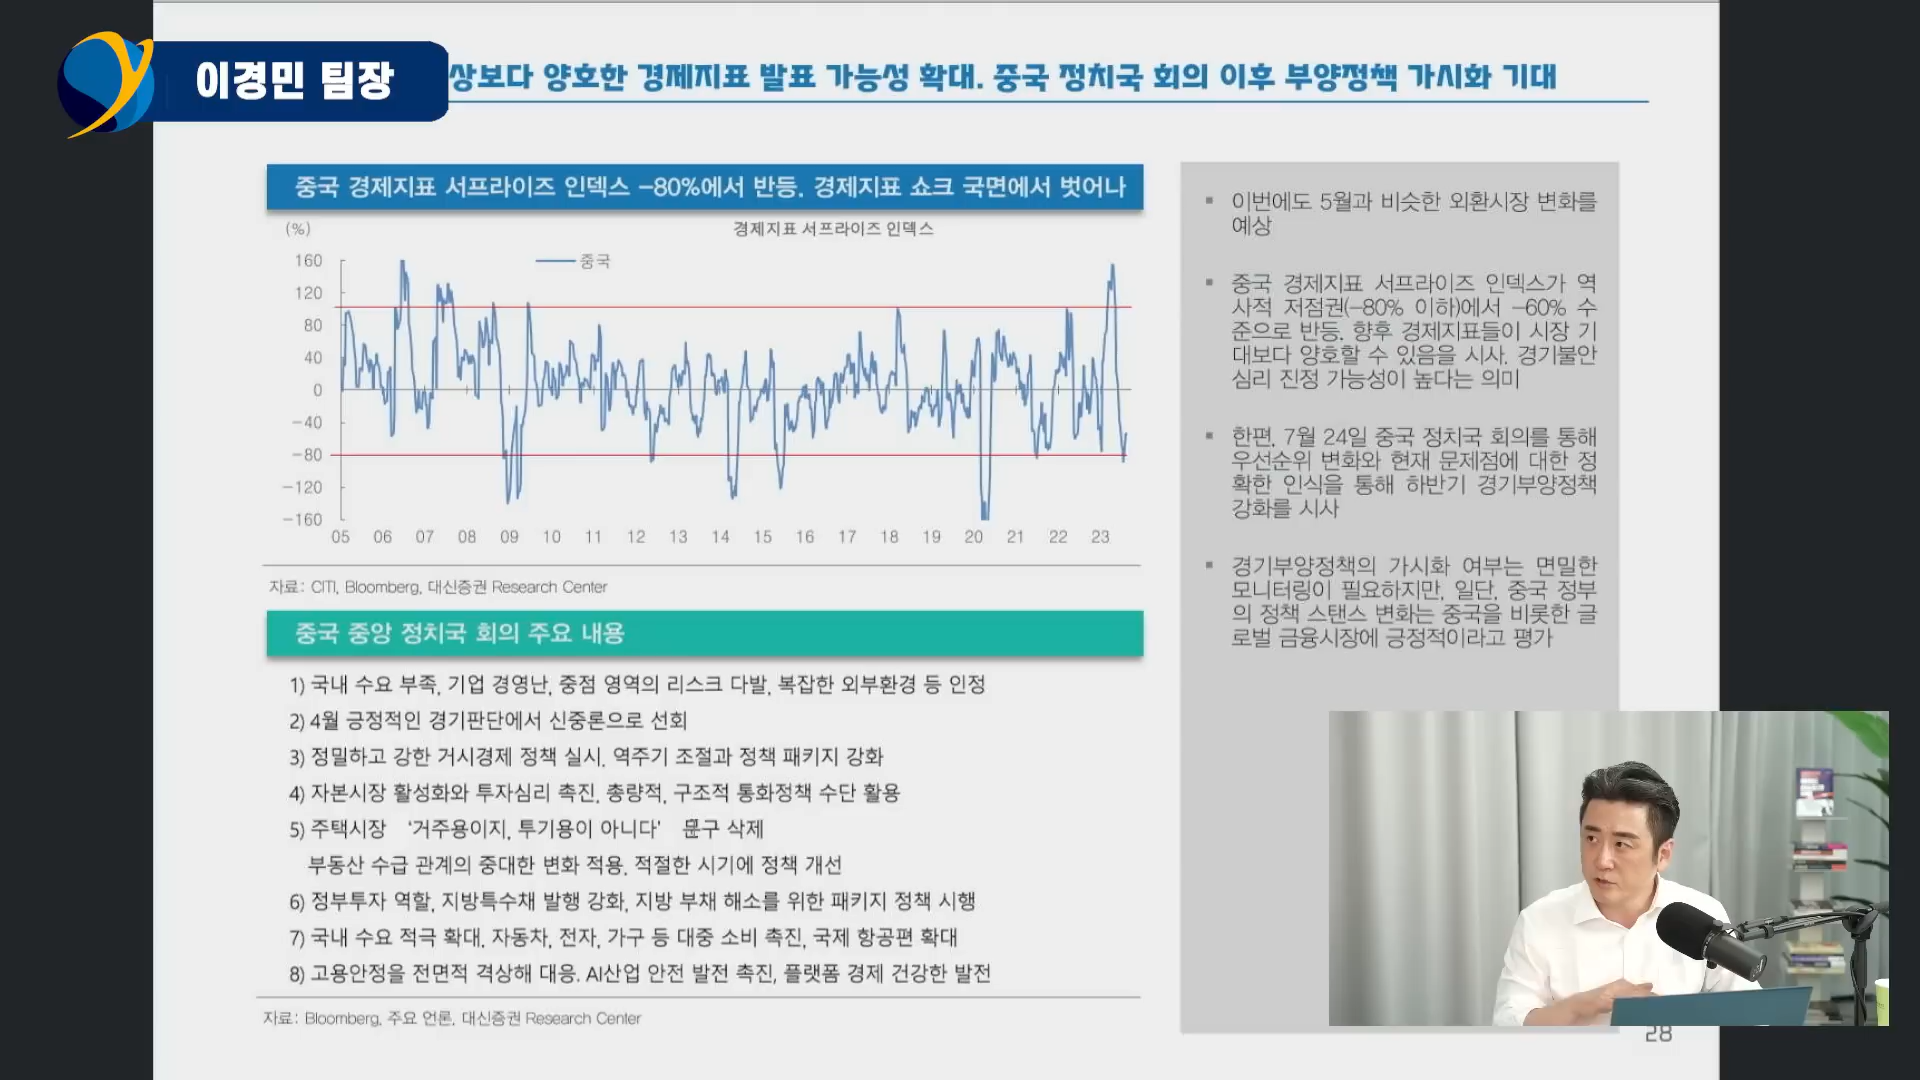 이경민 팀장
상보다 양호한 경제지표 발표 가능성 확대. 중국 정치국 회의 이후 부양정책 가시화 기대
중국 경제지표 서프라이즈 인덱스 -80%에서 반등. 경제지표 쇼크 국면에서 벗어나
(%)
경제지표 서프라이즈 인덱스
중국
160
120
80
40
0
-40
-80
-120
-160
05 06 07 08 09 10 11 12 13 14 15 16 17 18 19 20 21 22 23
자료: CITI, Bloomberg, 대신증권 Research Center
중국 중앙 정치국 회의 주요 내용
1) 국내 수요 부족, 기업 경영난, 중점 영역의 리스크 다발, 복잡한 외부환경 등 인정
2) 4월 긍정적인 경기판단에서 신중론으로 선회
3) 정밀하고 강한 거시경제 정책 실시, 역주기 조절과 정책 패키지 강화
4) 자본시장 활성화와 투자심리 촉진, 총량적, 구조적 통화정책 수단 활용
5) 주택시장 '거주용이지, 투기용이 아니다' 문구 삭제
부동산 수급 관계의 중대한 변화 적용, 적절한 시기에 정책 개선
6) 정부투자 역할, 지방특수채 발행 강화, 지방 부채 해소를 위한 패키지 정책 시행
7) 국내 수요 적극 확대, 자동차, 전자, 가구 등 대중 소비 촉진, 국제 항공편 확대
8) 고용안정을 전면적 격상해 대응. AI산업 안전 발전 촉진, 플랫폼 경제 건강한 발전
자료: Bloomberg, 주요 언론, 대신증권 Research Center
▪ 이번에도 5월과 비슷한 외환시장 변화를
예상
▪ 중국 경제지표 서프라이즈 인덱스가 역
사적 저점권(-80% 이하)에서 -60% 수
준으로 반등. 향후 경제지표들이 시장 기
대보다 양호할 수 있음을 시사. 경기불안
심리 진정 가능성이 높다는 의미
▪ 한편, 7월 24일 중국 정치국 회의를 통해
우선순위 변화와 현재 문제점에 대한 정
확한 인식을 통해 하반기 경기부양정책
강화를 시사
▪ 경기부양정책의 가시화 여부는 면밀한
모니터링이 필요하지만, 일단, 중국 정부
의 정책 스탠스 변화는 중국을 비롯한 글
로벌 금융시장에 긍정적이라고 평가
28